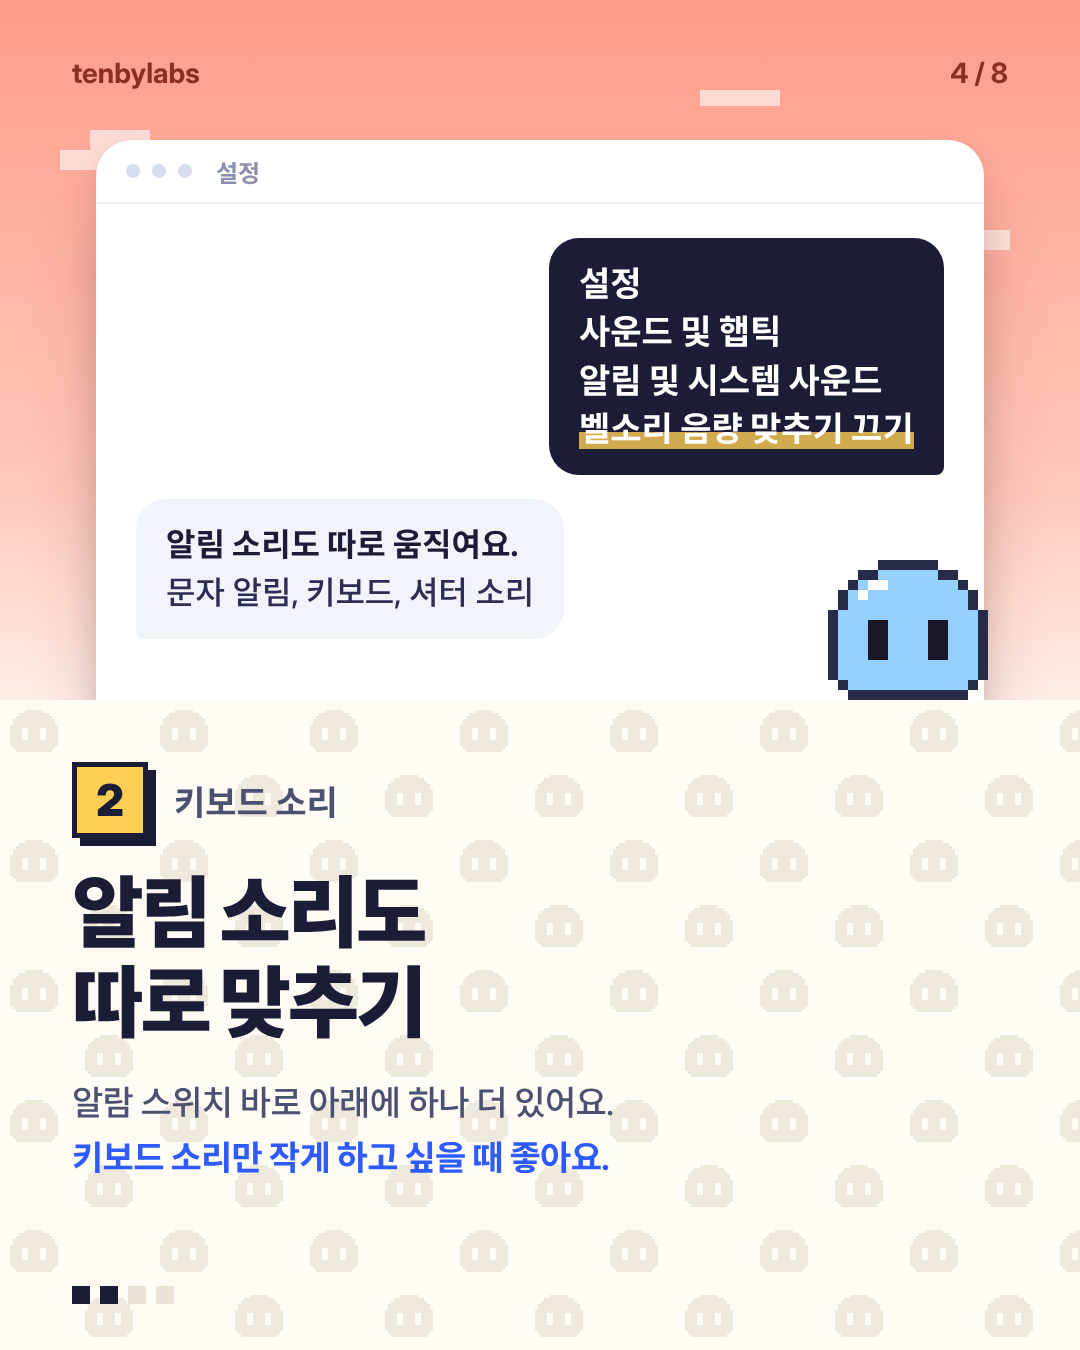 tenbylabs
4 / 8
설정
설정
사운드 및 햅틱
알림 및 시스템 사운드
벨소리 음량 맞추기 끄기
알림 소리도 따로 움직여요.
문자 알림, 키보드, 셔터 소리
2
키보드 소리
알림 소리도
따로 맞추기
알람 스위치 바로 아래에 하나 더 있어요.
키보드 소리만 작게 하고 싶을 때 좋아요.